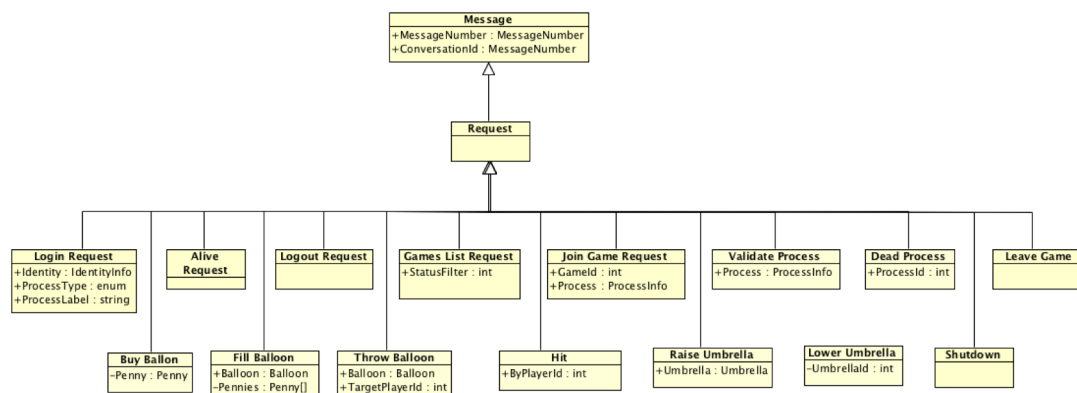 Message
+MessageNumber : MessageNumber
+ConversationId : MessageNumber
Request
Login Request
+Identity : IdentityInfo
+ProcessType : enum
+ProcessLabel : string
Alive
Request
Logout Request
Games List Request
+StatusFilter : int
Join Game Request
+GameId : int
+Process : ProcessInfo
Validate Process
+Process : ProcessInfo
Dead Process
+ProcessId : int
Leave Game
Buy Ballon
-Penny : Penny
Fill Balloon
+Balloon : Balloon
-Pennies : Penny[]
Throw Balloon
+Balloon : Balloon
+TargetPlayerId : int
Hit
+ByPlayerId : int
Raise Umbrella
+Umbrella : Umbrella
Lower Umbrella
-UmbrellaId : int
Shutdown